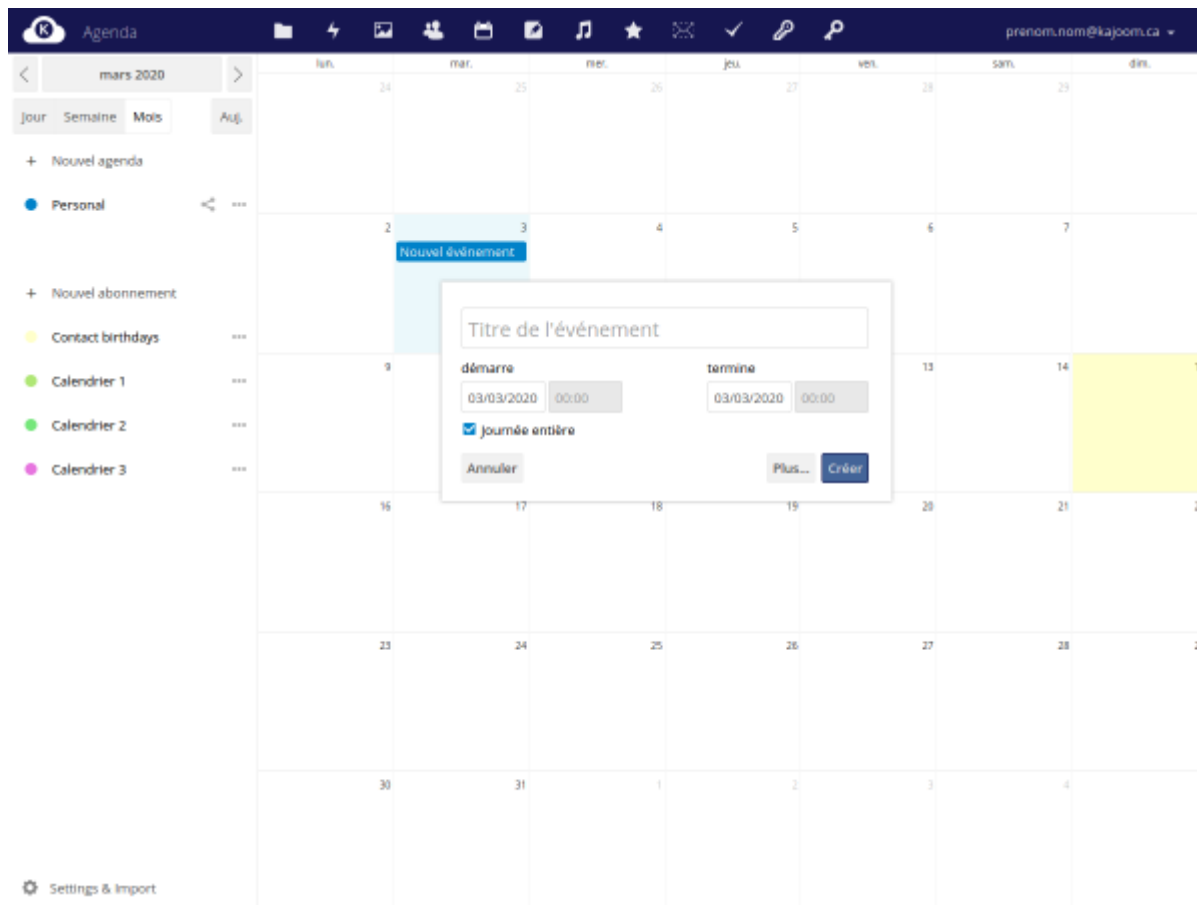 K Agenda prenom.nom@kajoom.ca
mars 2020
Jour Semaine Mois Auj.
+ Nouvel agenda
Personal
+ Nouvel abonnement
Contact birthdays
Calendrier 1
Calendrier 2
Calendrier 3
Settings & Import
lun. mar. mer. jeu. ven. sam. dim.
24 25 26 27 28 29
2 3 4 5 6 7
Nouvel événement
Titre de l'événement
démarre termine
03/03/2020 00:00 03/03/2020 00:00
Journée entière
Annuler Plus... Créer
9 13 14
16 17 18 19 20 21
23 24 25 26 27 28
30 31 1 2 3 4